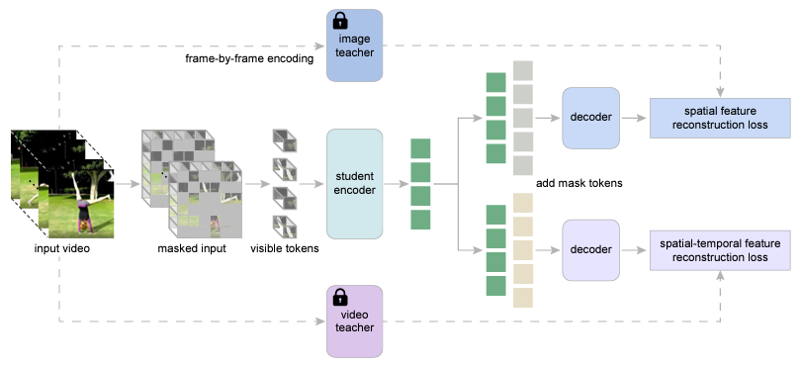 image
teacher
frame-by-frame encoding
decoder
spatial feature
reconstruction loss
student
encoder
add mask tokens
input video
masked input
visible tokens
decoder
spatial-temporal feature
reconstruction loss
video
teacher